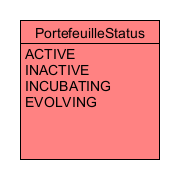 PortefeuilleStatus
ACTIVE
INACTIVE
INCUBATING
EVOLVING